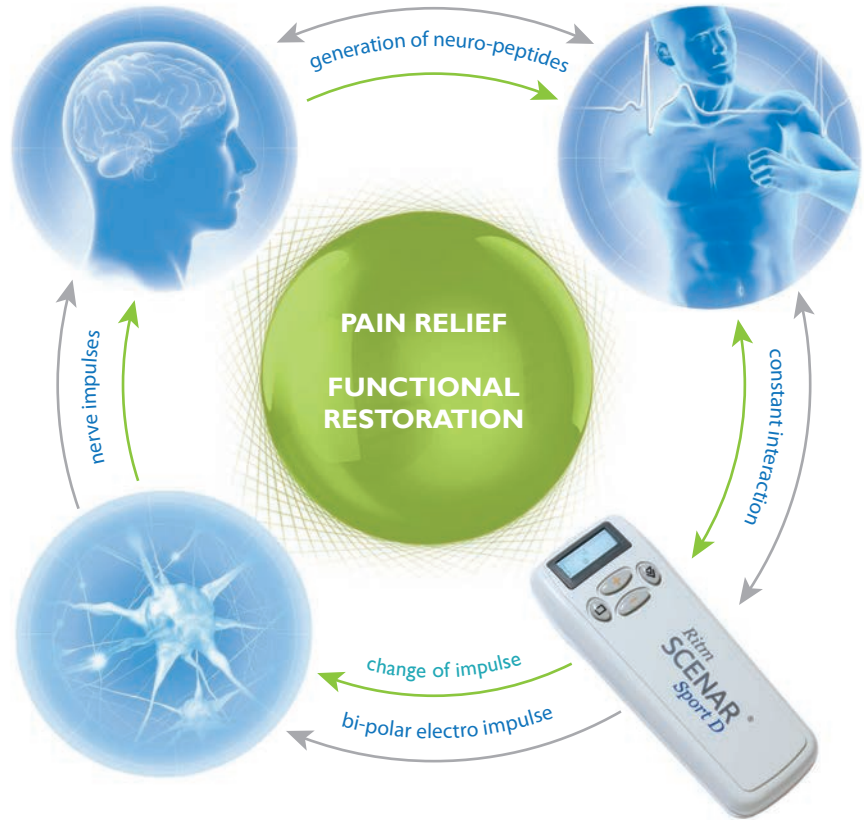 generation of neuro-peptides
PAIN RELIEF
FUNCTIONAL
RESTORATION
nerve impulses
constant interaction
change of impulse
bi-polar electro impulse
Ritm
SCENAR®
Sport D